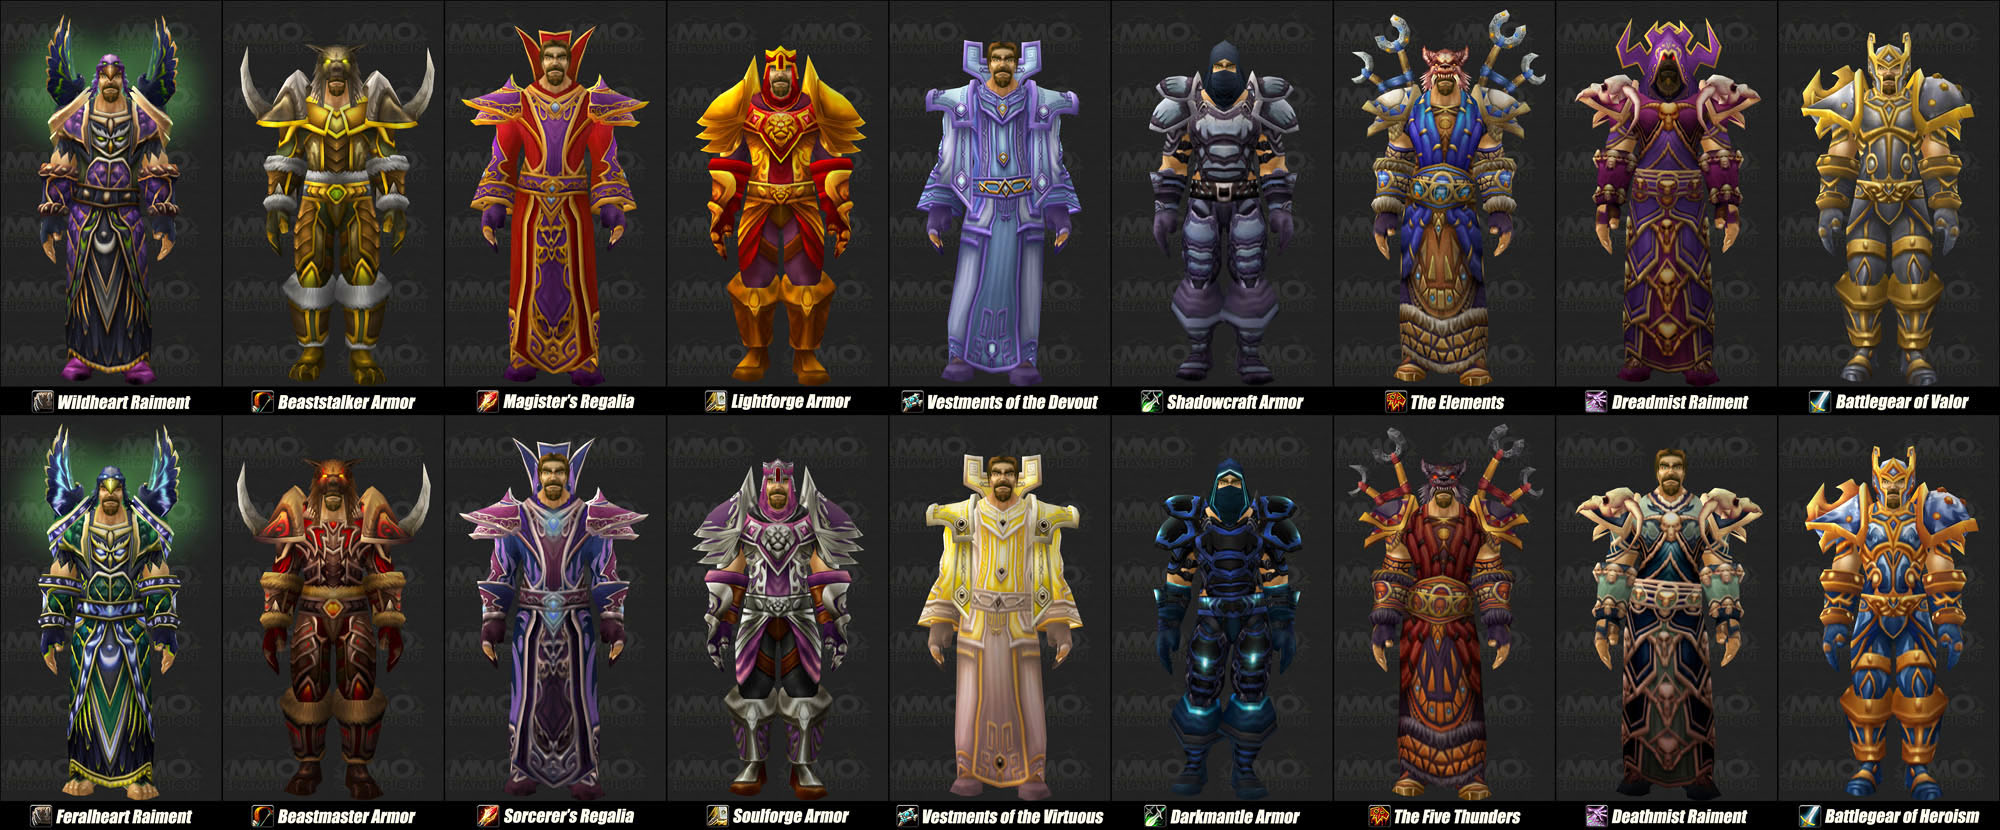 Wildheart Raiment
Beaststalker Armor
Magister's Regalia
Lightforge Armor
Vestments of the Devout
Shadowcraft Armor
The Elements
Dreadmist Raiment
Battlegear of Valor
Feralheart Raiment
Beastmaster Armor
Sorcerer's Regalia
Soulforge Armor
Vestments of the Virtuous
Darkmantle Armor
The Five Thunders
Deathmist Raiment
Battlegear of Heroism
MMO
CHAMPION